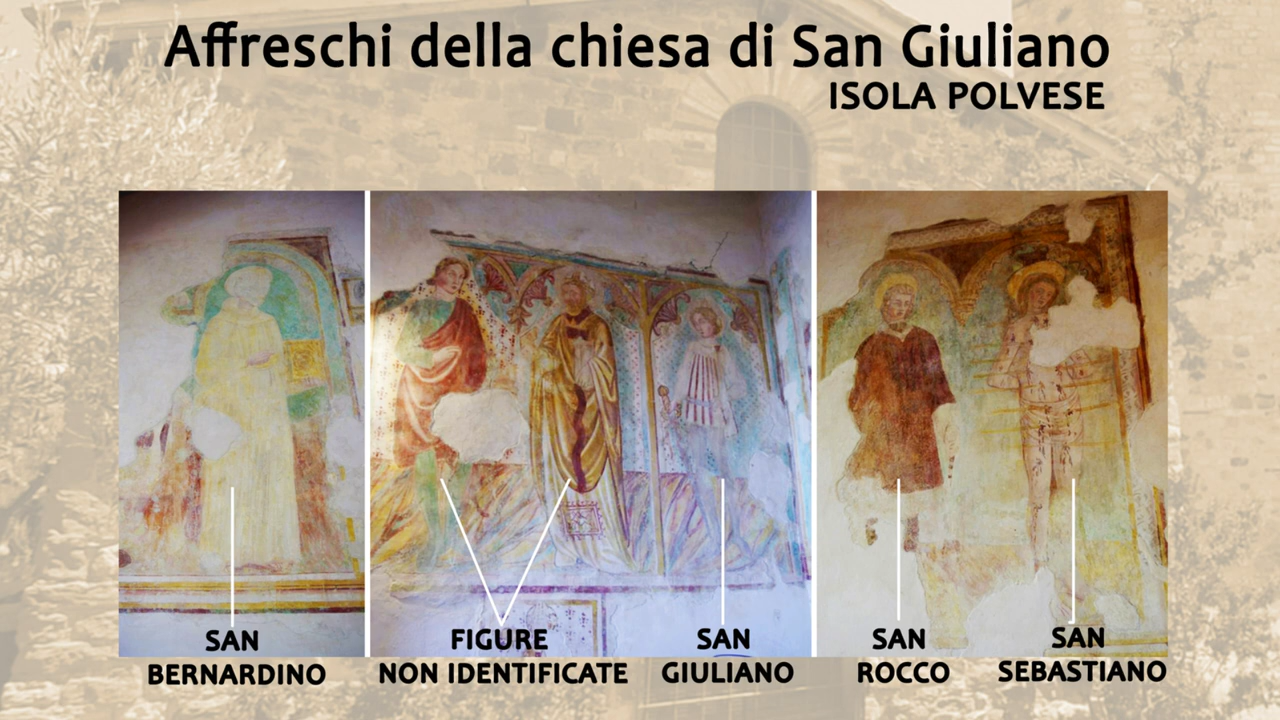 Affreschi della chiesa di San Giuliano
ISOLA POLVESE
SAN
BERNARDINO
FIGURE
NON IDENTIFICATE
SAN
GIULIANO
SAN
ROCCO
SAN
SEBASTIANO